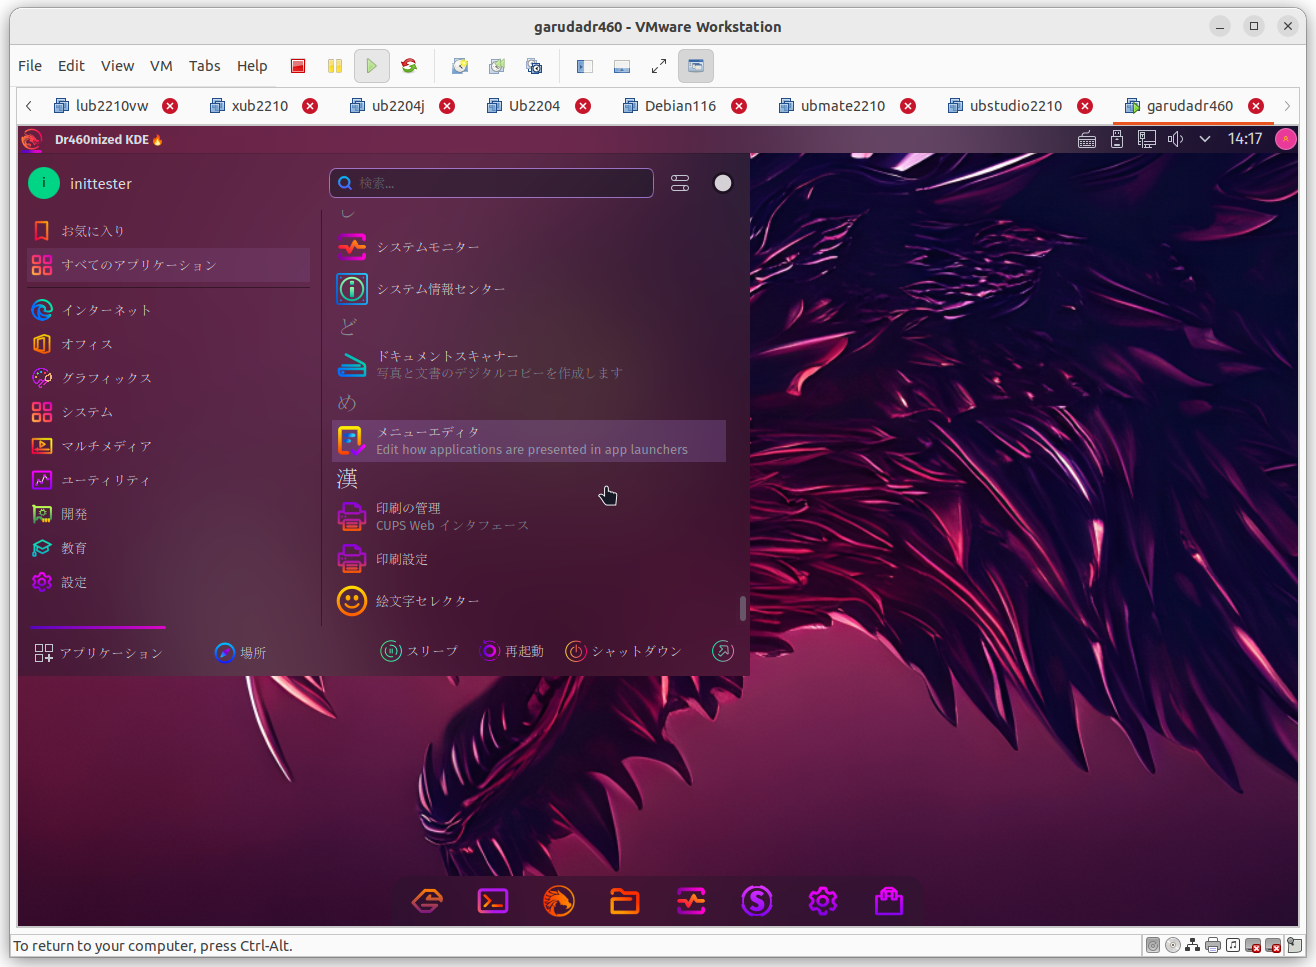 garudadr460 - VMware Workstation
File Edit View VM Tabs Help
lub2210vw xub2210 ub2204j Ub2204 Debian116 ubmate2210 ubstudio2210 garudadr460
Dr460nized KDE 🔥 14:17
i inittester 検索...
お気に入り
すべてのアプリケーション
インターネット
オフィス
グラフィックス
システム
マルチメディア
ユーティリティ
開発
教育
設定
し
システムモニター
システム情報センター
ど
ドキュメントスキャナー
写真と文書のデジタルコピーを作成します
め
メニューエディタ
Edit how applications are presented in app launchers
漢
印刷の管理
CUPS Web インタフェース
印刷設定
絵文字セレクター
アプリケーション 場所 スリープ 再起動 シャットダウン
To return to your computer, press Ctrl-Alt.